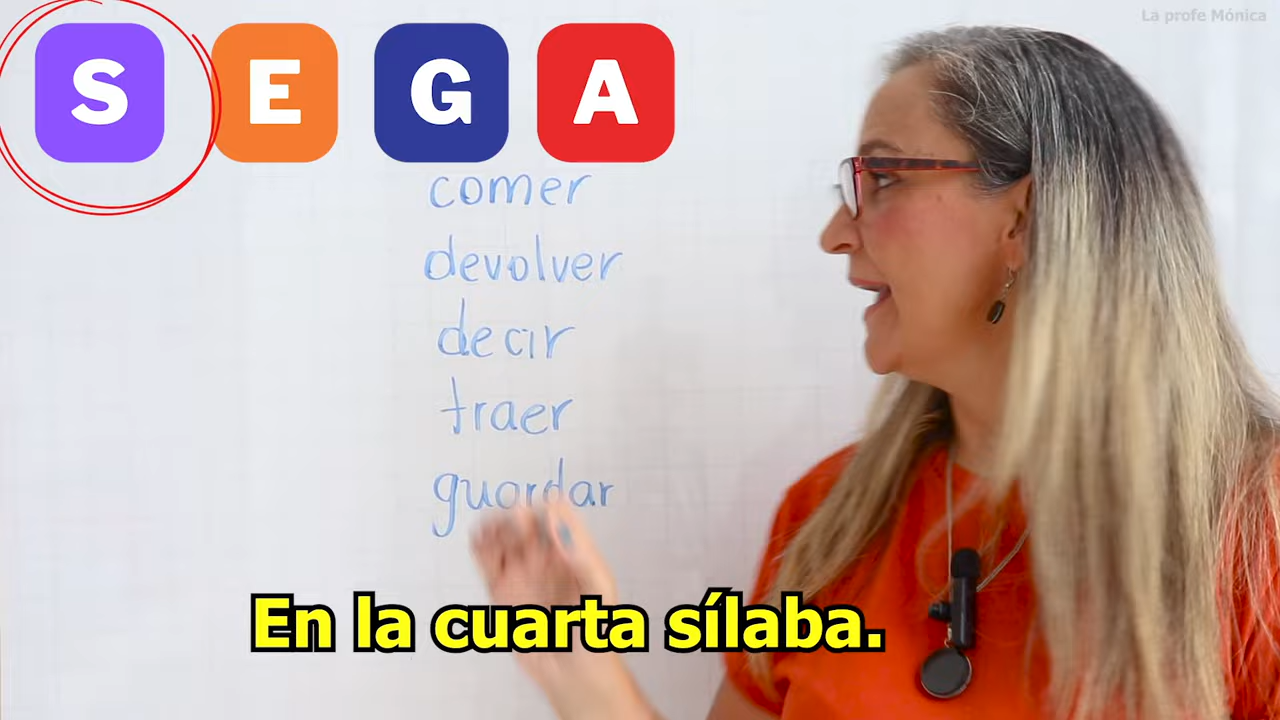 La profe Mónica
S E G A
comer
devolver
decir
traer
guardar
En la cuarta sílaba.